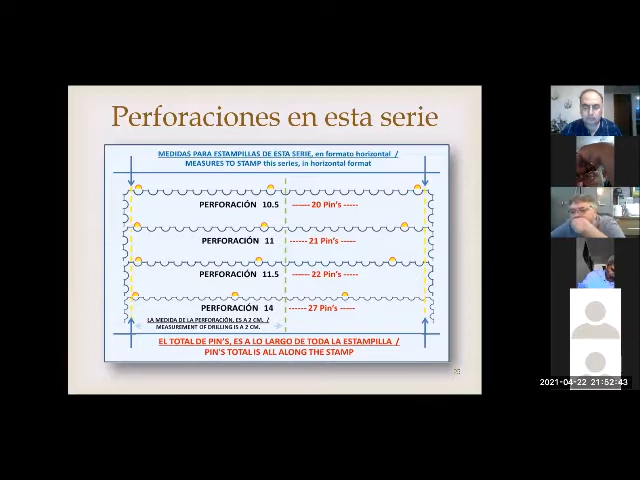 Perforaciones en esta serie
MEDIDAS PARA ESTAMPILLAS DE ESTA SERIE, en formato horizontal /
MEASURES TO STAMP this series, in horizontal format
PERFORACIÓN 10.5 ------ 20 Pin's -----
PERFORACIÓN 11 ------ 21 Pin's -----
PERFORACIÓN 11.5 ------ 22 Pin's -----
PERFORACIÓN 14 ------ 27 Pin's -----
LA MEDIDA DE LA PERFORACIÓN, ES A 2 CM. /
MEASUREMENT OF DRILLING IS A 2 CM.
EL TOTAL DE PIN'S, ES A LO LARGO DE TODA LA ESTAMPILLA /
PIN'S TOTAL IS ALL ALONG THE STAMP
2021-04-22 21:52:43